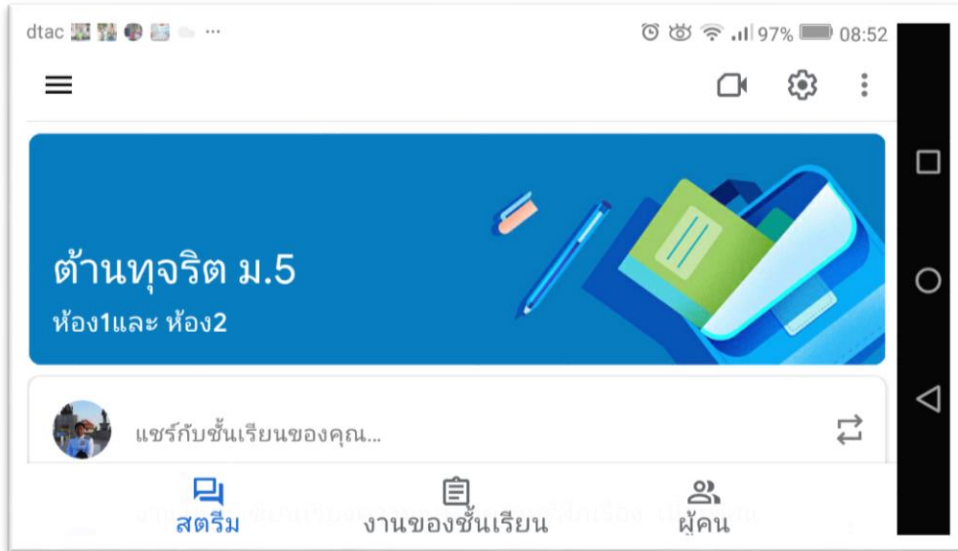 dtac 97% 08:52
ต้านทุจริต ม.5
ห้อง1และ ห้อง2
แชร์กับชั้นเรียนของคุณ...
สตรีม งานของชั้นเรียน ผู้คน